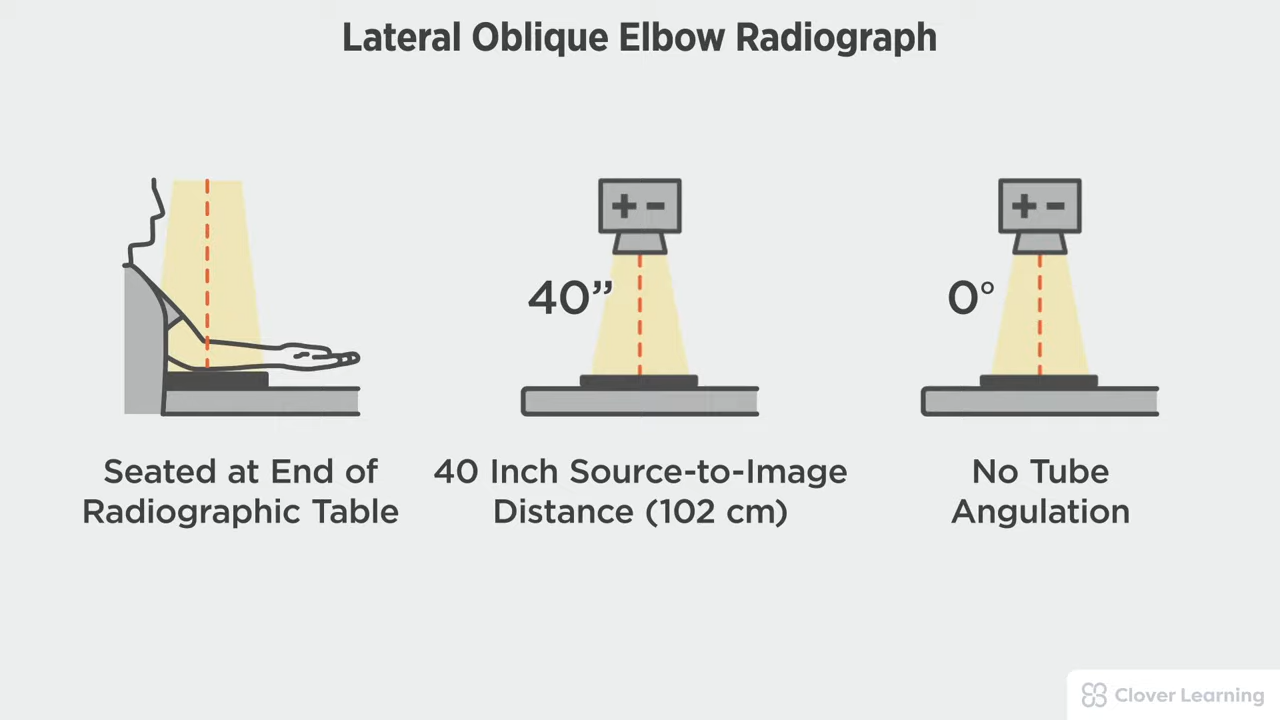 Lateral Oblique Elbow Radiograph
40”
0°
Seated at End of
Radiographic Table
40 Inch Source-to-Image
Distance (102 cm)
No Tube
Angulation
Clover Learning